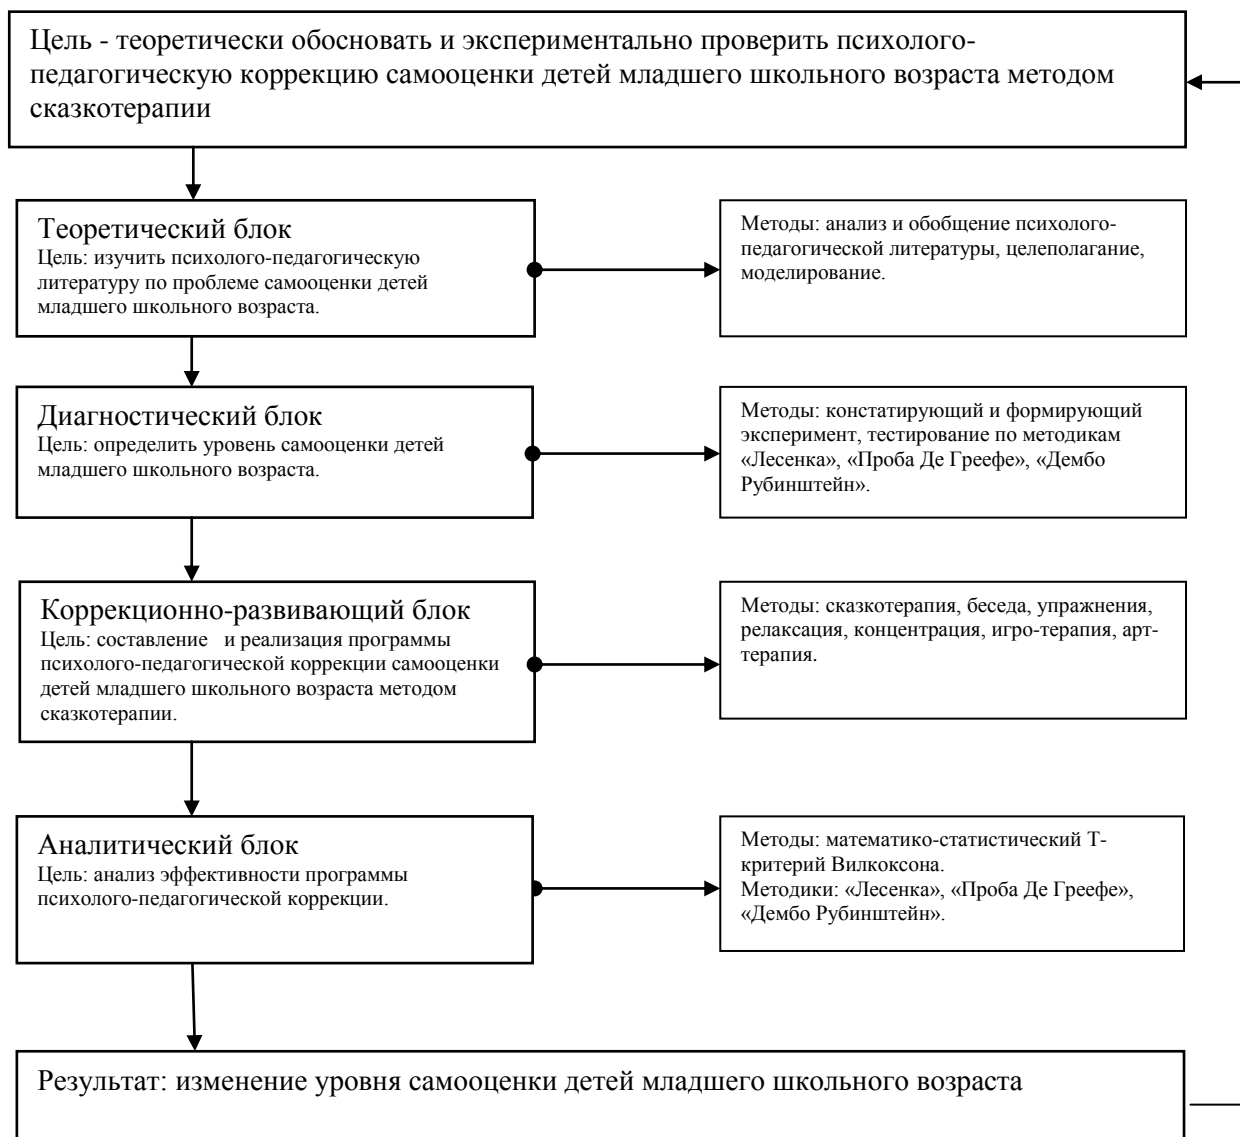 Цель - теоретически обосновать и экспериментально проверить психолого-
педагогическую коррекцию самооценки детей младшего школьного возраста методом
сказкотерапии
Теоретический блок
Цель: изучить психолого-педагогическую
литературу по проблеме самооценки детей
младшего школьного возраста.
Методы: анализ и обобщение психолого-
педагогической литературы, целеполагание,
моделирование.
Диагностический блок
Цель: определить уровень самооценки детей
младшего школьного возраста.
Методы: констатирующий и формирующий
эксперимент, тестирование по методикам
«Лесенка», «Проба Де Греефе», «Дембо
Рубинштейн».
Коррекционно-развивающий блок
Цель: составление и реализация программы
психолого-педагогической коррекции самооценки
детей младшего школьного возраста методом
сказкотерапии.
Методы: сказкотерапия, беседа, упражнения,
релаксация, концентрация, игро-терапия, арт-
терапия.
Аналитический блок
Цель: анализ эффективности программы
психолого-педагогической коррекции.
Методы: математико-статистический Т-
критерий Вилкоксона.
Методики: «Лесенка», «Проба Де Греефе»,
«Дембо Рубинштейн».
Результат: изменение уровня самооценки детей младшего школьного возраста